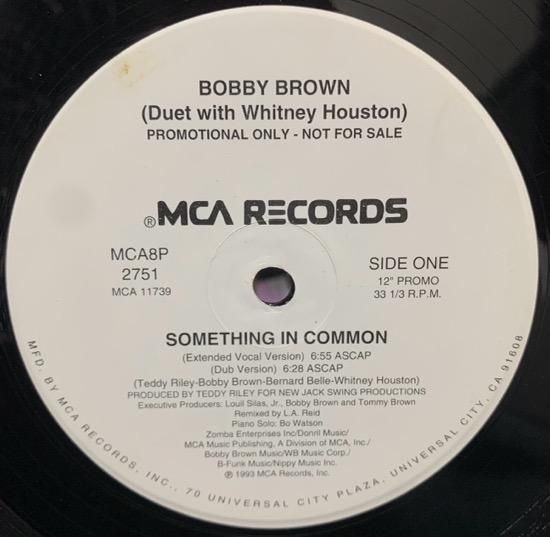 BOBBY BROWN
(Duet with Whitney Houston)
PROMOTIONAL ONLY - NOT FOR SALE
®MCA RECORDS
MCA8P
2751
MCA 11739
SIDE ONE
12" PROMO
33 1/3 R.P.M.
SOMETHING IN COMMON
(Extended Vocal Version) 6:55 ASCAP
(Dub Version) 6:28 ASCAP
(Teddy Riley-Bobby Brown-Bernard Belle-Whitney Houston)
PRODUCED BY TEDDY RILEY FOR NEW JACK SWING PRODUCTIONS
Executive Producers: Louil Silas, Jr., Bobby Brown and Tommy Brown
Remixed by L.A. Reid
Piano Solo: Bo Watson
Zomba Enterprises Inc/Donril Music/
MCA Music Publishing, A Division of MCA, Inc./
Bobby Brown Music/WB Music Corp./
B-Funk Music/Nippy Music Inc.
℗ 1993 MCA Records, Inc.
MFD. BY MCA RECORDS, INC., 70 UNIVERSAL CITY PLAZA, UNIVERSAL CITY, CA 91608